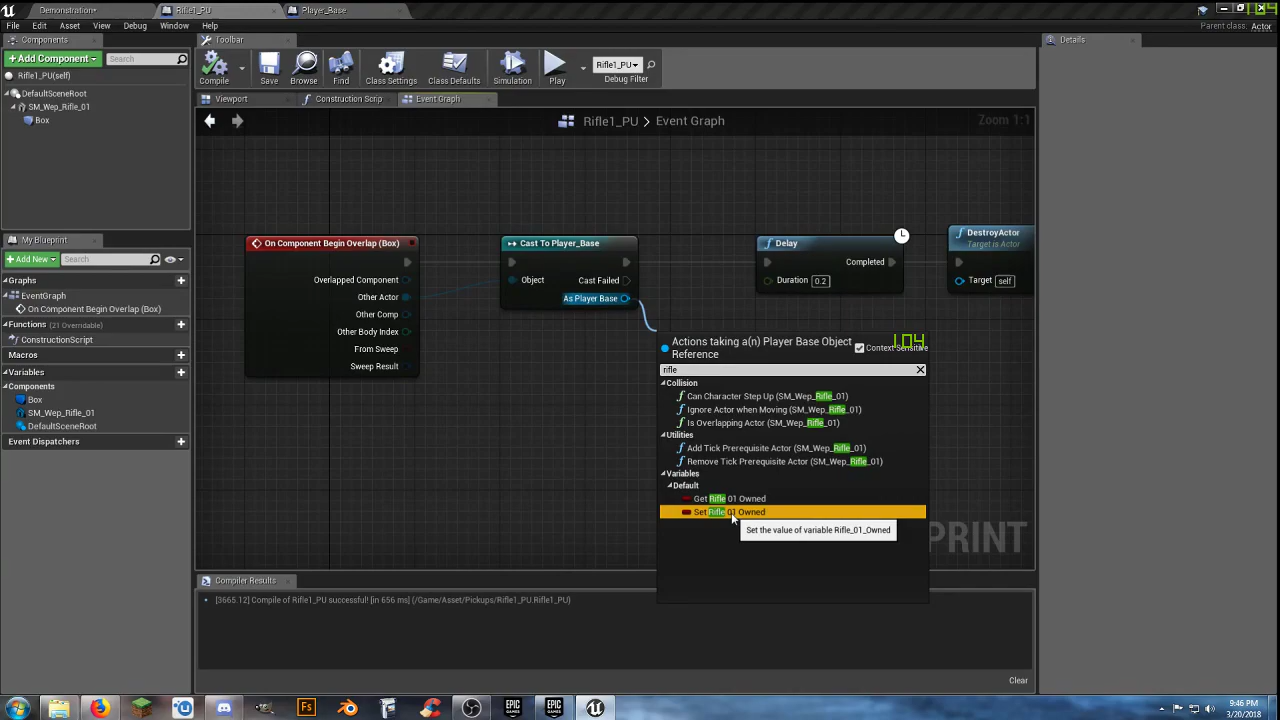 Demonstration*
Rifle1_PU
Player_Base
104
File Edit Asset View Debug Window Help
Parent class: Actor
Components
Toolbar
Details
+Add Component
Search
Rifle1_PU(self)
DefaultSceneRoot
SM_Wep_Rifle_01
Box
Compile
Save
Browse
Find
Class Settings
Class Defaults
Simulation
Play
Rifle1_PU
Debug Filter
Viewport
Construction Scrip
Event Graph
Rifle1_PU > Event Graph
Zoom 1:1
My Blueprint
+Add New
Search
Graphs
EventGraph
On Component Begin Overlap (Box)
Functions (21 Overridable)
ConstructionScript
Macros
Variables
Components
Box
SM_Wep_Rifle_01
DefaultSceneRoot
Event Dispatchers
On Component Begin Overlap (Box)
Overlapped Component
Other Actor
Other Comp
Other Body Index
From Sweep
Sweep Result
Cast To Player_Base
Object
Cast Failed
As Player Base
Delay
Completed
Duration 0.2
DestroyActor
Target is Actor
Target self
Actions taking a(n) Player Base Object
Reference
104
Context Sensitive
rifle
Collision
Can Character Step Up (SM_Wep_Rifle_01)
Ignore Actor when Moving (SM_Wep_Rifle_01)
Is Overlapping Actor (SM_Wep_Rifle_01)
Utilities
Add Tick Prerequisite Actor (SM_Wep_Rifle_01)
Remove Tick Prerequisite Actor (SM_Wep_Rifle_01)
Variables
Default
Get Rifle 01 Owned
Set Rifle 01 Owned
Set the value of variable Rifle_01_Owned
PRINT
Compiler Results
[3665.12] Compile of Rifle1_PU successful! [in 656 ms] (/Game/Asset/Pickups/Rifle1_PU.Rifle1_PU)
Clear
Fs
EPIC GAMES
EPIC GAMES
9:46 PM
3/20/2018